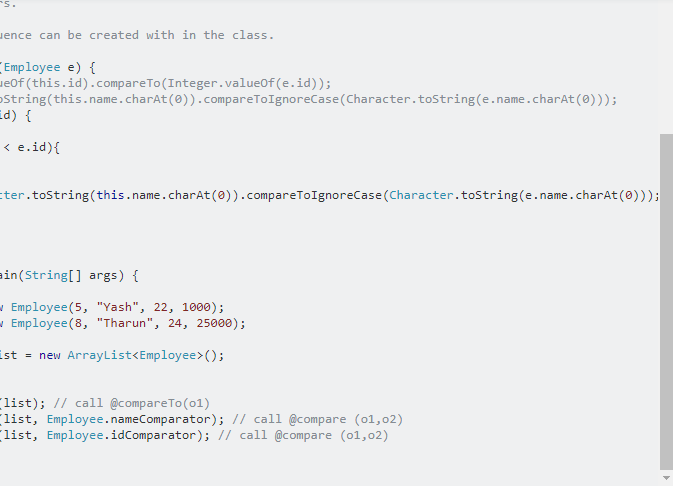 rs.
uence can be created with in the class.
(Employee e) {
ueOf(this.id).compareTo(Integer.valueOf(e.id));
oString(this.name.charAt(0)).compareToIgnoreCase(Character.toString(e.name.charAt(0)));
id) {
< e.id){
cter.toString(this.name.charAt(0)).compareToIgnoreCase(Character.toString(e.name.charAt(0)));
ain(String[] args) {
w Employee(5, "Yash", 22, 1000);
w Employee(8, "Tharun", 24, 25000);
ist = new ArrayList<Employee>();
(list); // call @compareTo(o1)
(list, Employee.nameComparator); // call @compare (o1,o2)
(list, Employee.idComparator); // call @compare (o1,o2)